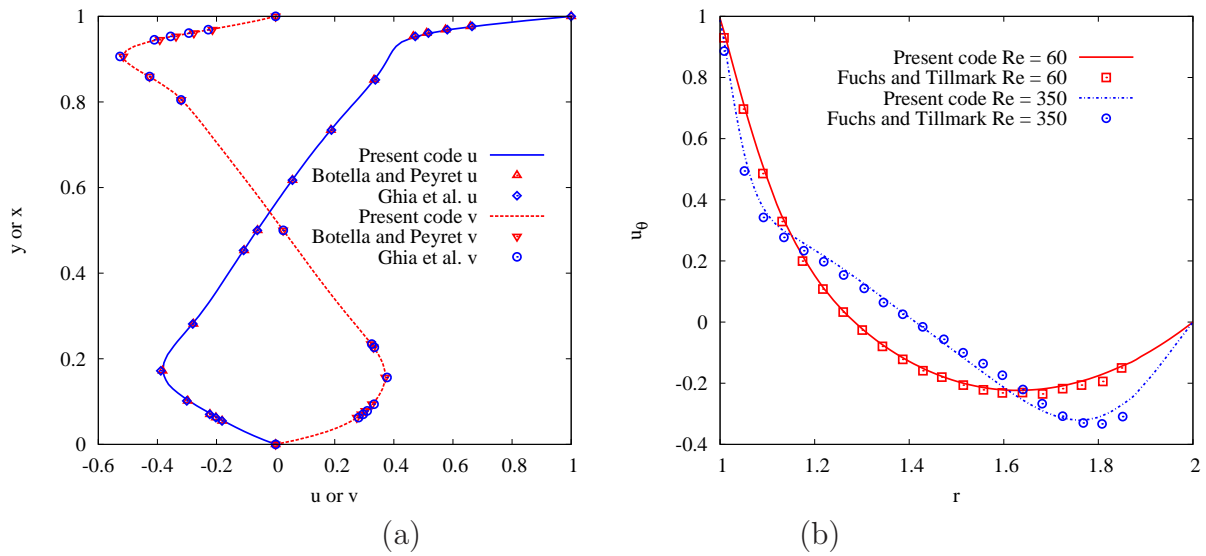 1
0.8
0.6
0.4
0.2
0
y or x
-0.6 -0.4 -0.2 0 0.2 0.4 0.6 0.8 1
u or v
Present code u
Botella and Peyret u
Ghia et al. u
Present code v
Botella and Peyret v
Ghia et al. v
(a)
1
0.8
0.6
0.4
0.2
0
-0.2
-0.4
uθ
1 1.2 1.4 1.6 1.8 2
r
Present code Re = 60
Fuchs and Tillmark Re = 60
Present code Re = 350
Fuchs and Tillmark Re = 350
(b)